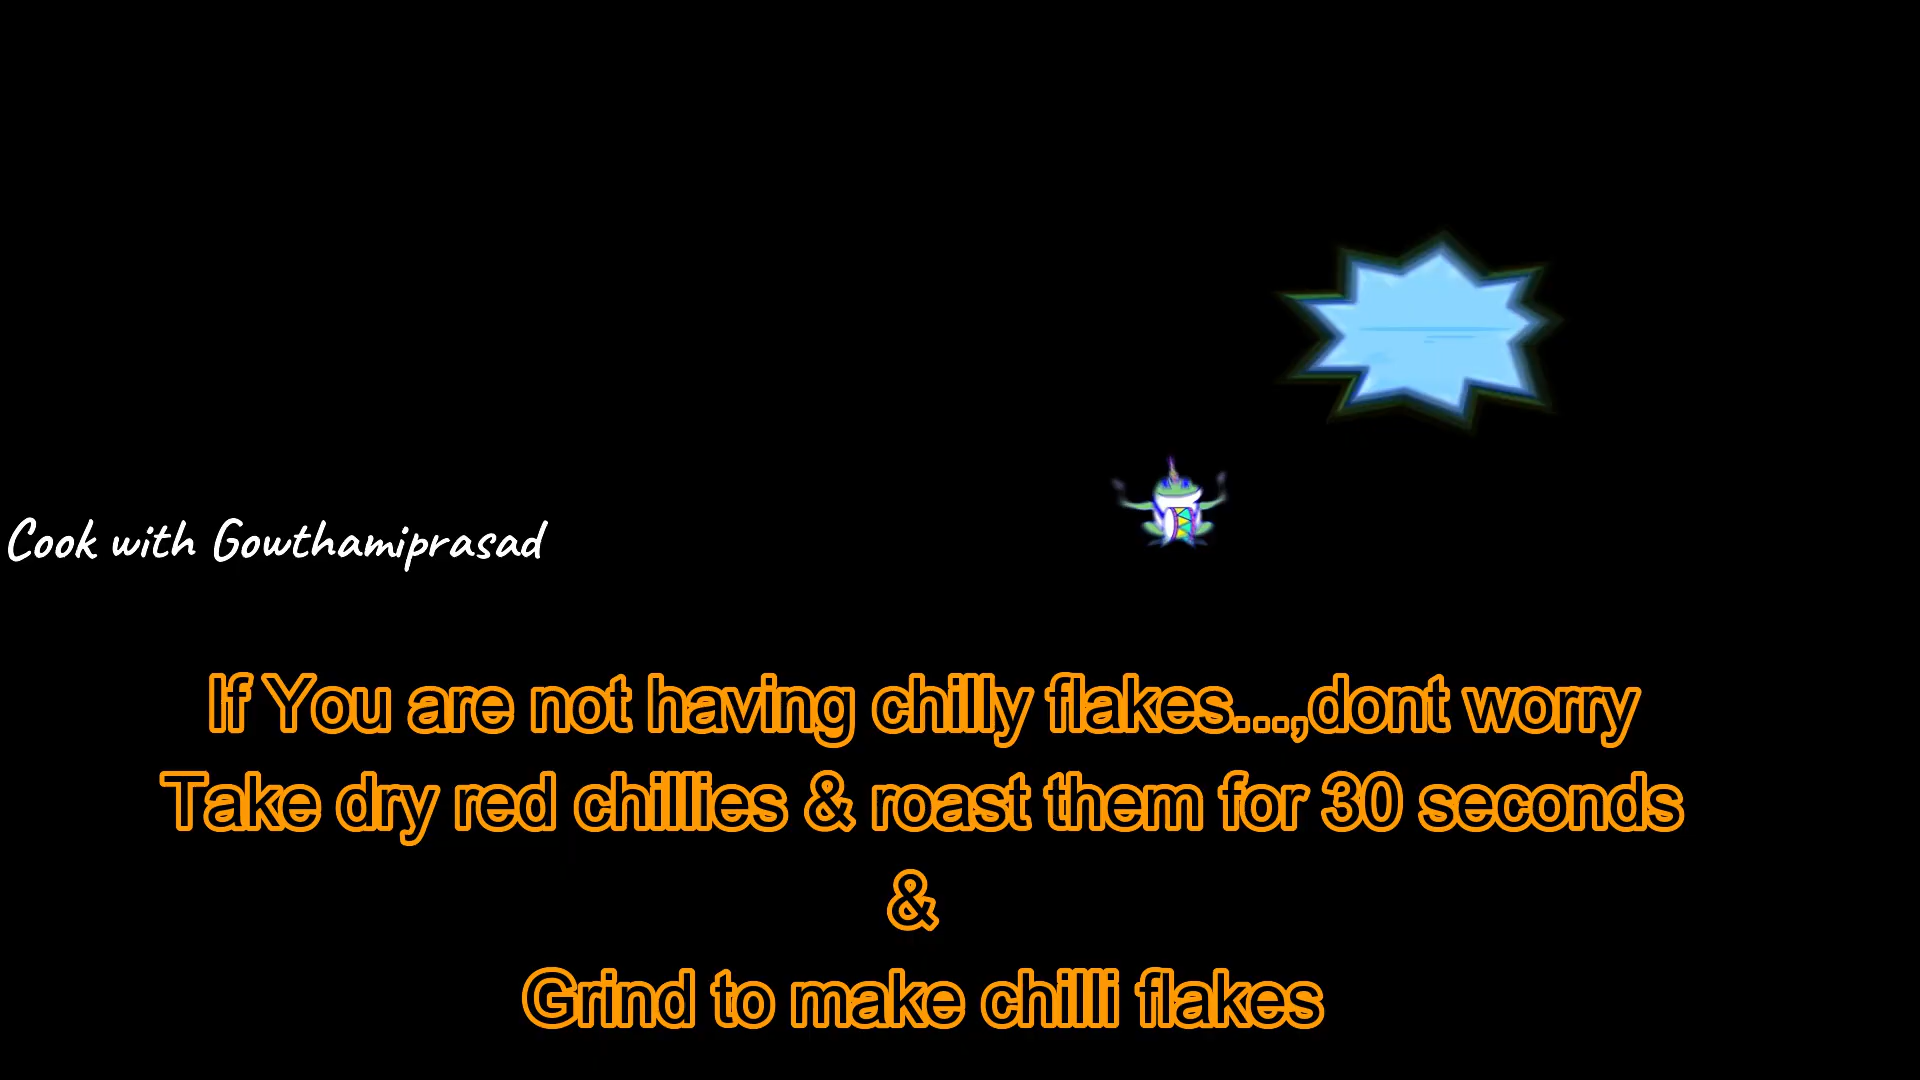 Cook with Gowthamiprasad
If You are not having chilly flakes...,dont worry
Take dry red chillies & roast them for 30 seconds
&
Grind to make chilli flakes